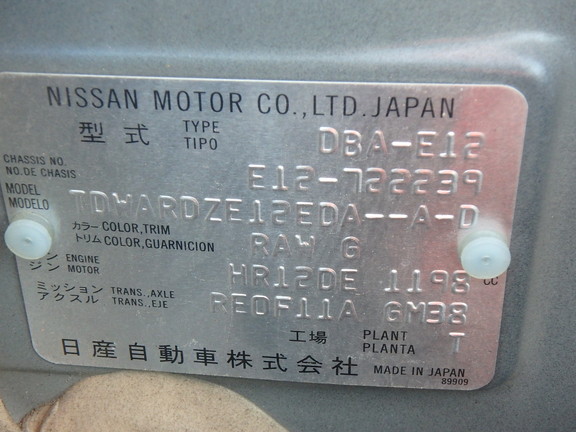 NISSAN MOTOR CO.,LTD.JAPAN
型式 TYPE TIPO DBA-E12
CHASSIS NO. NO.DE CHASIS E12-722239
MODEL MODELO TDWARDZE12EDA--A-D
カラー COLOR,TRIM
トリム COLOR,GUARNICION RAW G
ン ENGINE
ジン MOTOR HR12DE 1198 CC
ミッション TRANS.,AXLE
アクスル TRANS.,EJE RE0F11A GM38
工場 PLANT PLANTA T
日産自動車株式会社 MADE IN JAPAN
89909